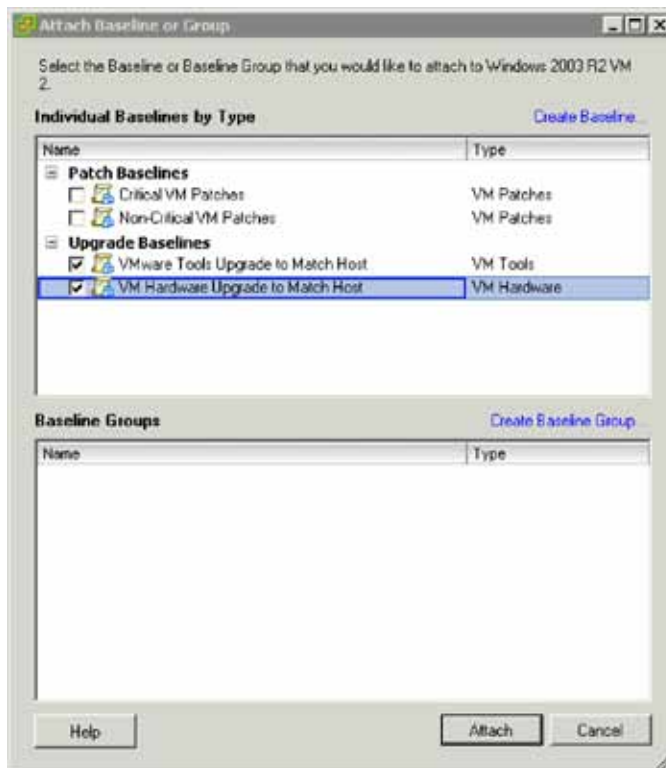 Attach Baseline or Group
Select the Baseline or Baseline Group that you would like to attach to Windows 2003 R2 VM
2.
Individual Baselines by Type Create Baseline...
Name Type
Patch Baselines
Critical VM Patches VM Patches
Non-Critical VM Patches VM Patches
Upgrade Baselines
VMware Tools Upgrade to Match Host VM Tools
VM Hardware Upgrade to Match Host VM Hardware
Baseline Groups Create Baseline Group...
Name Type
Help Attach Cancel